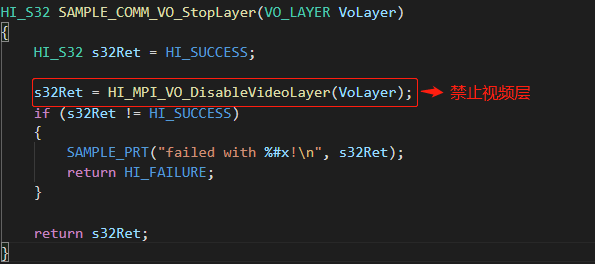 HI_S32 SAMPLE_COMM_VO_StopLayer(VO_LAYER VoLayer)
{
    HI_S32 s32Ret = HI_SUCCESS;
    s32Ret = HI_MPI_VO_DisableVideoLayer(VoLayer); 禁止视频层
    if (s32Ret != HI_SUCCESS)
    {
        SAMPLE_PRT("failed with %#x!\n", s32Ret);
        return HI_FAILURE;
    }
    return s32Ret;
}